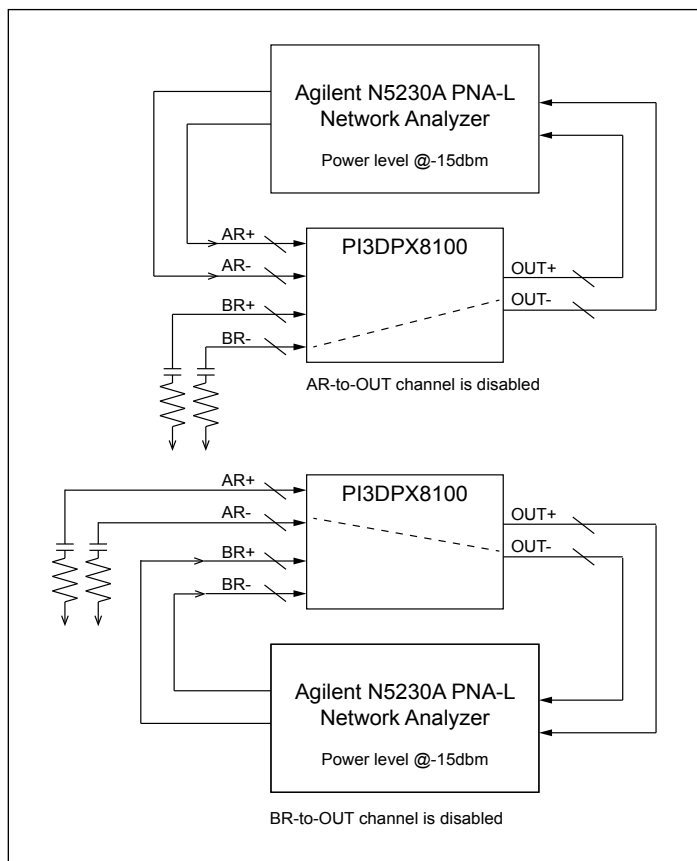 Agilent N5230A PNA-L
Network Analyzer
Power level @-15dbm
AR+
AR-
BR+
BR-
PI3DPX8100
OUT+
OUT-
AR-to-OUT channel is disabled
AR+
AR-
BR+
BR-
PI3DPX8100
OUT+
OUT-
Agilent N5230A PNA-L
Network Analyzer
Power level @-15dbm
BR-to-OUT channel is disabled